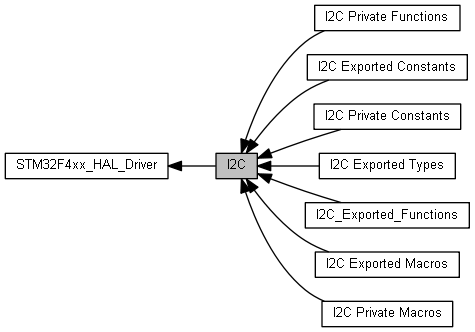 I2C Private Functions
I2C Exported Constants
I2C Private Constants
STM32F4xx_HAL_Driver
I2C
I2C Exported Types
I2C_Exported_Functions
I2C Exported Macros
I2C Private Macros